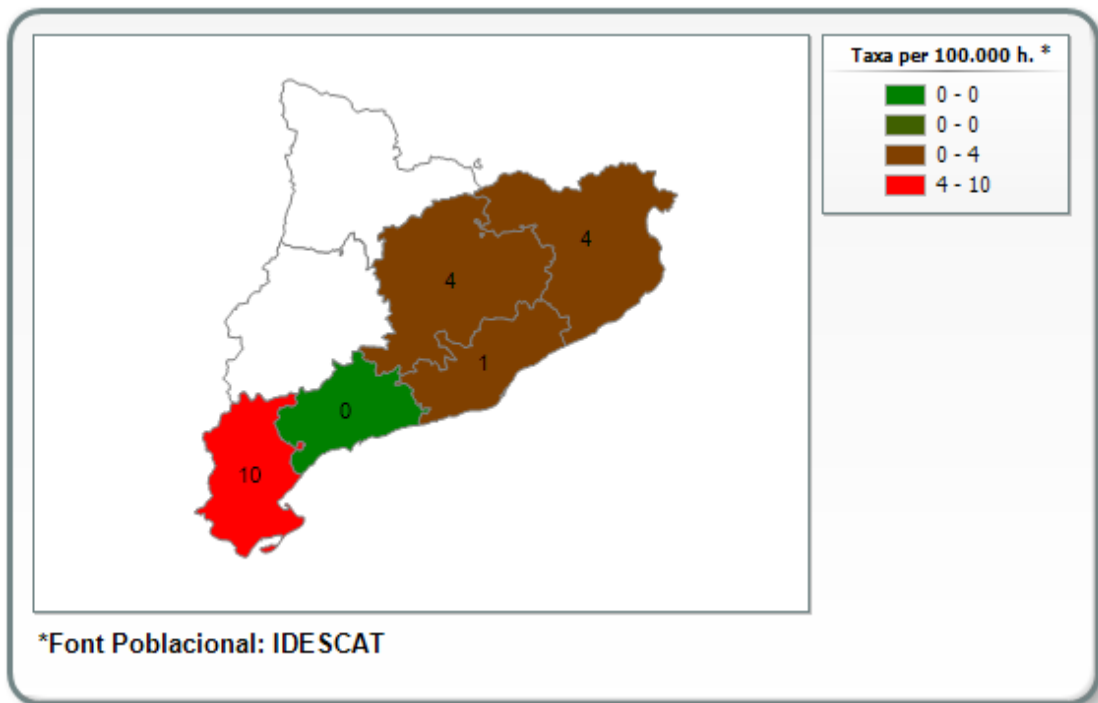 Taxa per 100.000 h. *
0 - 0
0 - 0
0 - 4
4 - 10
4
4
1
0
10
*Font Poblacional: IDESCAT